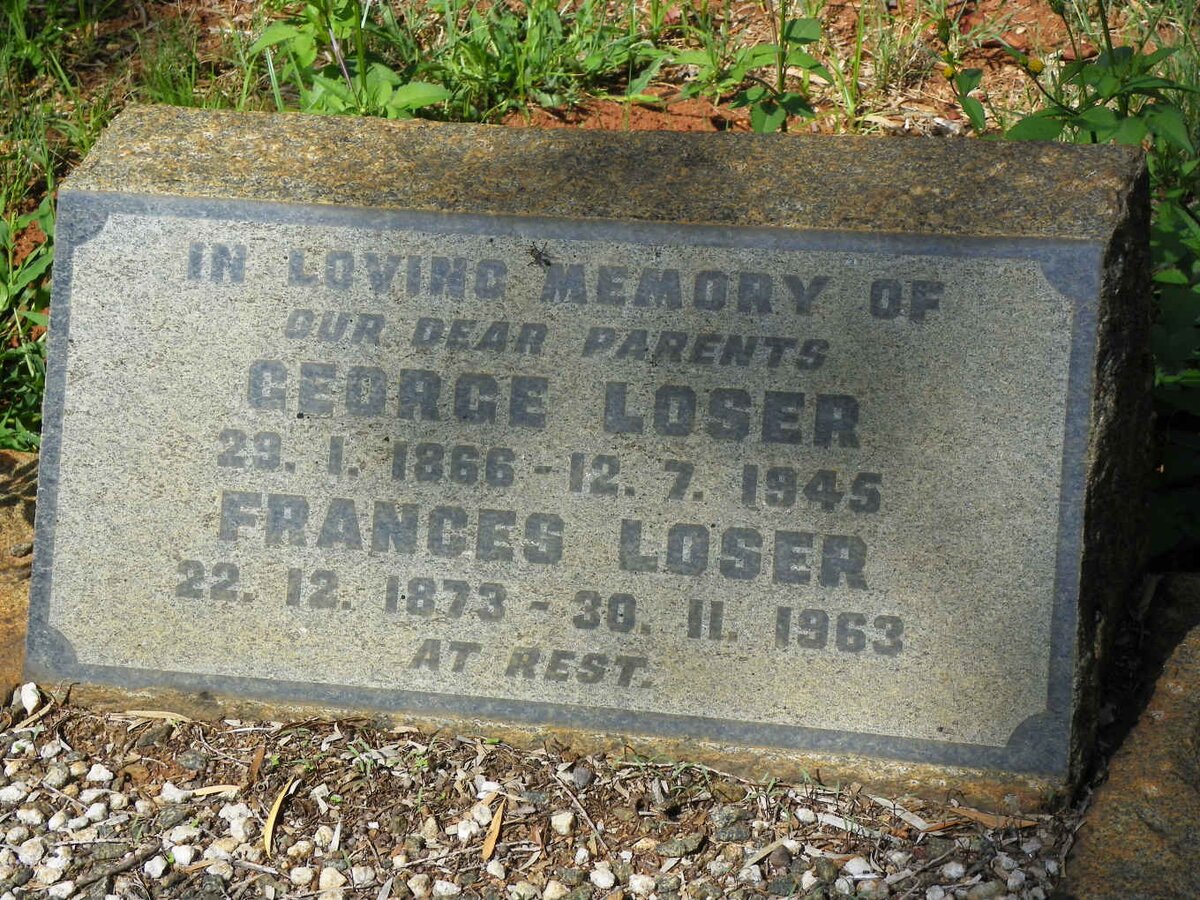 IN LOVING MEMORY OF
OUR DEAR PARENTS
GEORGE LOSER
29. 1. 1866 - 12. 7. 1945
FRANCES LOSER
22. 12. 1873 - 30. 11. 1963
AT REST.